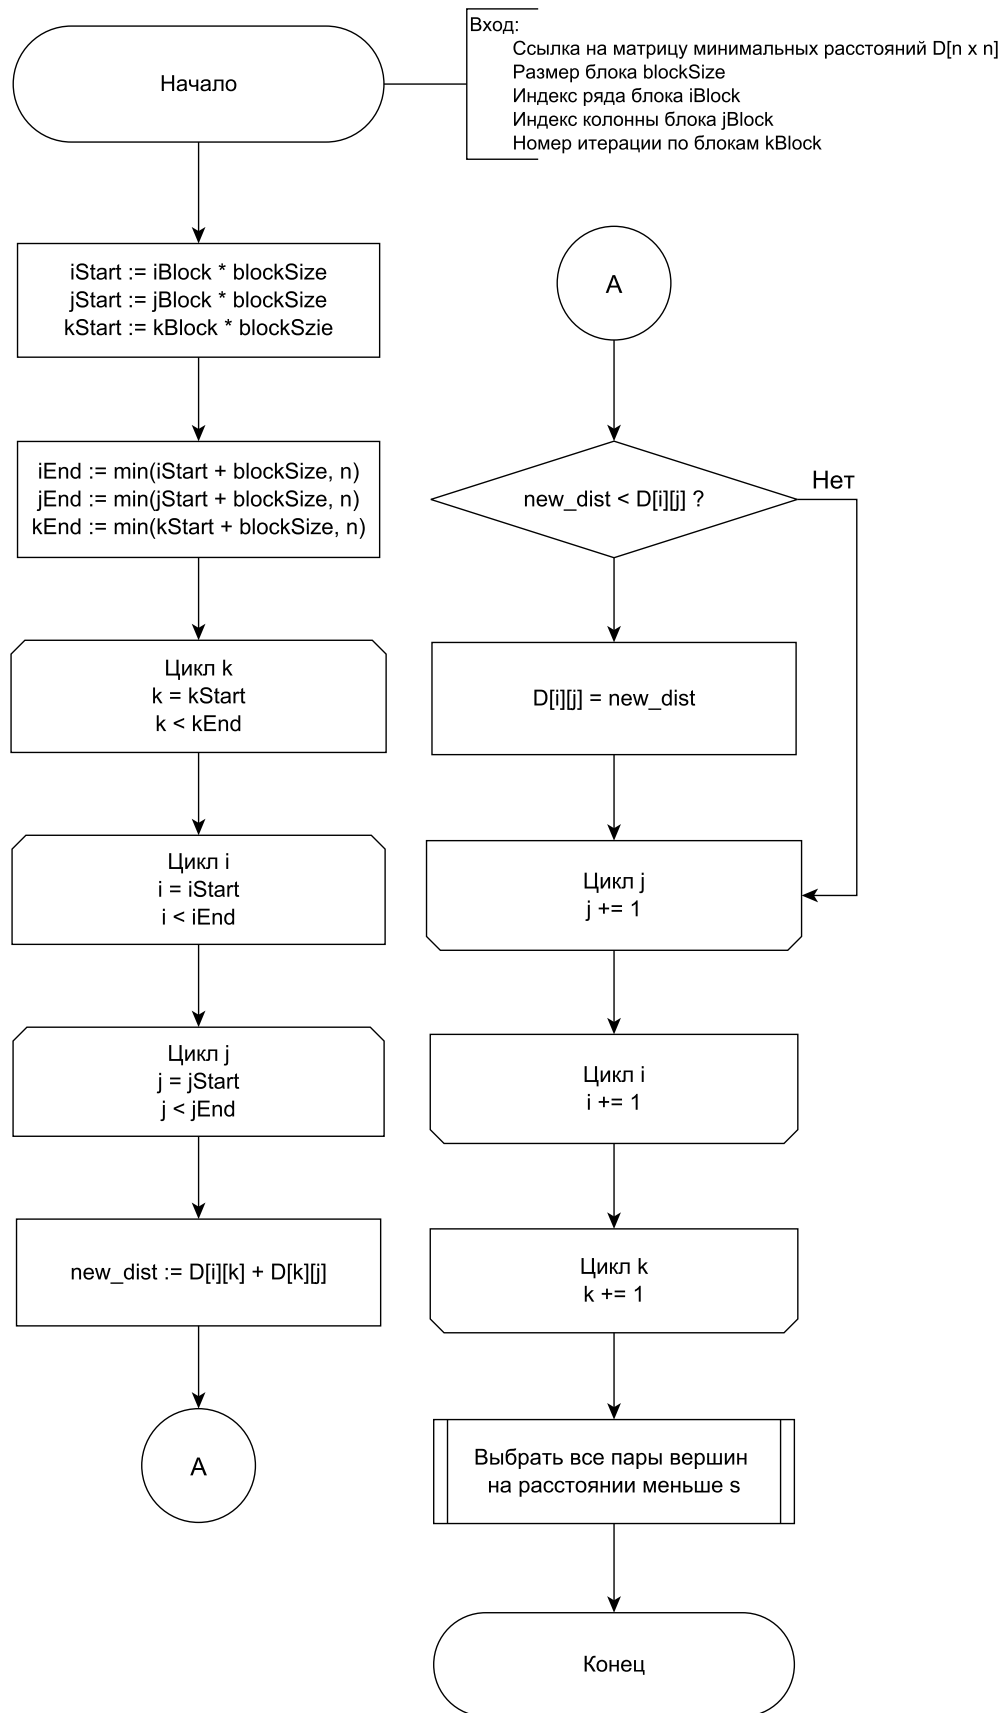 Начало
Вход:
Ссылка на матрицу минимальных расстояний D[n x n]
Размер блока blockSize
Индекс ряда блока iBlock
Индекс колонны блока jBlock
Номер итерации по блокам kBlock
iStart := iBlock * blockSize
jStart := jBlock * blockSize
kStart := kBlock * blockSzie
iEnd := min(iStart + blockSize, n)
jEnd := min(jStart + blockSize, n)
kEnd := min(kStart + blockSize, n)
Цикл k
k = kStart
k < kEnd
Цикл i
i = iStart
i < iEnd
Цикл j
j = jStart
j < jEnd
new_dist := D[i][k] + D[k][j]
A
A
new_dist < D[i][j] ?
Нет
D[i][j] = new_dist
Цикл j
j += 1
Цикл i
i += 1
Цикл k
k += 1
Выбрать все пары вершин
на расстоянии меньше s
Конец